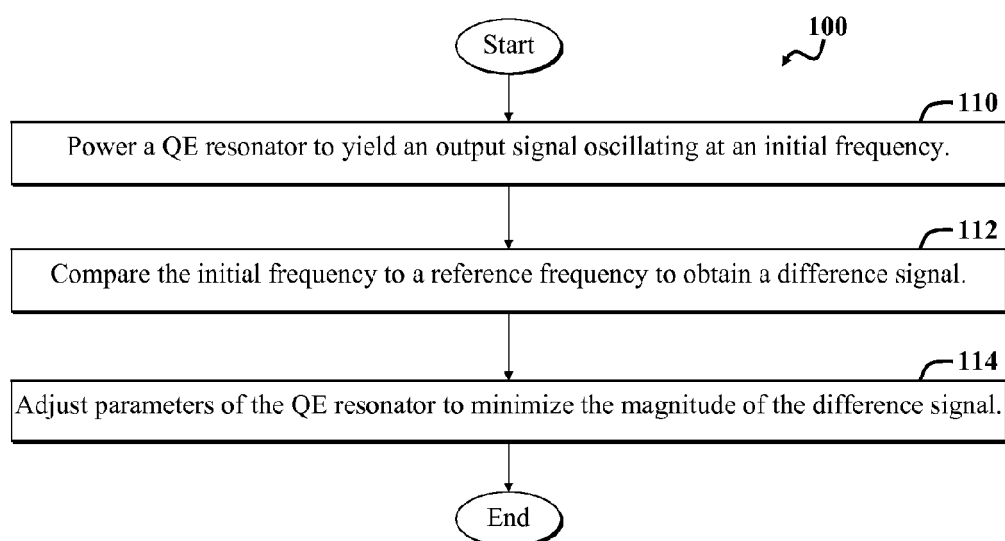 Start
100
110
Power a QE resonator to yield an output signal oscillating at an initial frequency.
112
Compare the initial frequency to a reference frequency to obtain a difference signal.
114
Adjust parameters of the QE resonator to minimize the magnitude of the difference signal.
End